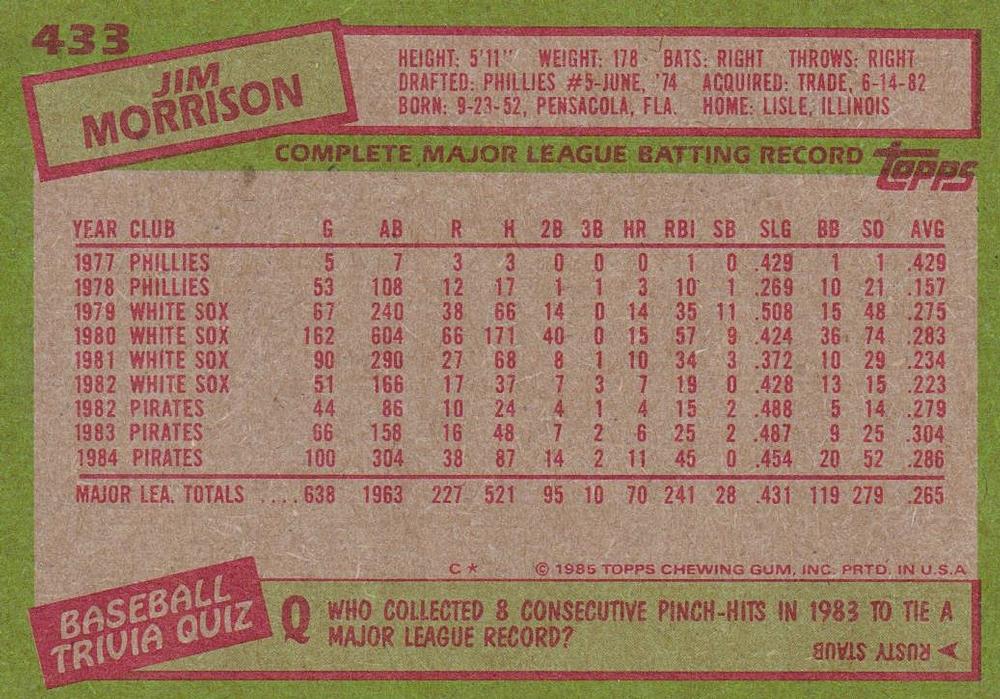 433
JIM
MORRISON
HEIGHT: 5'11" WEIGHT: 178 BATS: RIGHT THROWS: RIGHT
DRAFTED: PHILLIES #5-JUNE, '74 ACQUIRED: TRADE, 6-14-82
BORN: 9-23-52, PENSACOLA, FLA. HOME: LISLE, ILLINOIS
COMPLETE MAJOR LEAGUE BATTING RECORD
topps
YEAR CLUB G AB R H 2B 3B HR RBI SB SLG BB SO AVG
1977 PHILLIES 5 7 3 3 0 0 0 1 0 .429 1 1 .429
1978 PHILLIES 53 108 12 17 1 1 3 10 1 .269 10 21 .157
1979 WHITE SOX 67 240 38 66 14 0 14 35 11 .508 15 48 .275
1980 WHITE SOX 162 604 66 171 40 0 15 57 9 .424 36 74 .283
1981 WHITE SOX 90 290 27 68 8 1 10 34 3 .372 10 29 .234
1982 WHITE SOX 51 166 17 37 7 3 7 19 0 .428 13 15 .223
1982 PIRATES 44 86 10 24 4 1 4 15 2 .488 5 14 .279
1983 PIRATES 66 158 16 48 7 2 6 25 2 .487 9 25 .304
1984 PIRATES 100 304 38 87 14 2 11 45 0 .454 20 52 .286
MAJOR LEA. TOTALS .... 638 1963 227 521 95 10 70 241 28 .431 119 279 .265
C * © 1985 TOPPS CHEWING GUM, INC. PRTD. IN U.S.A
BASEBALL
TRIVIA QUIZ
Q WHO COLLECTED 8 CONSECUTIVE PINCH-HITS IN 1983 TO TIE A
MAJOR LEAGUE RECORD?
RUSTY STAUB